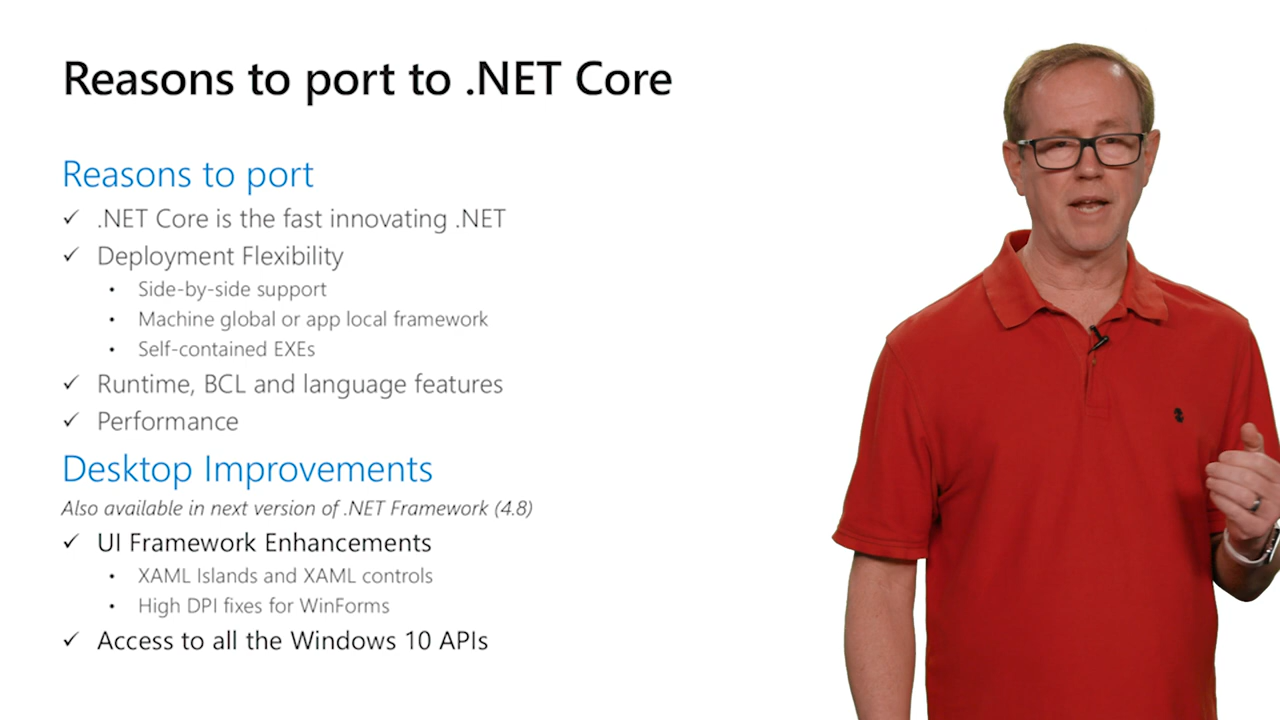 Reasons to port to .NET Core
Reasons to port
✓ .NET Core is the fast innovating .NET
✓ Deployment Flexibility
• Side-by-side support
• Machine global or app local framework
• Self-contained EXEs
✓ Runtime, BCL and language features
✓ Performance
Desktop Improvements
Also available in next version of .NET Framework (4.8)
✓ UI Framework Enhancements
• XAML Islands and XAML controls
• High DPI fixes for WinForms
✓ Access to all the Windows 10 APIs